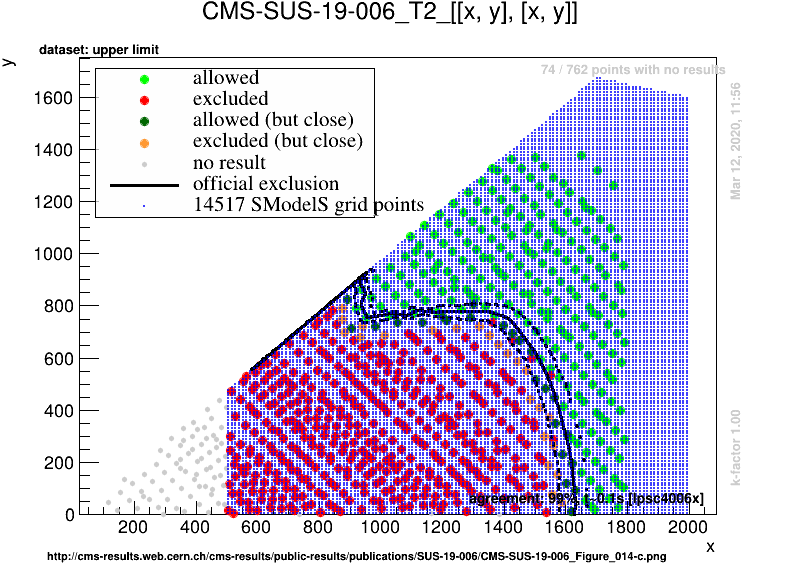 CMS-SUS-19-006_T2_[[x, y], [x, y]]
dataset: upper limit
y
74 / 762 points with no results
allowed
excluded
allowed (but close)
excluded (but close)
no result
official exclusion
14517 SModelS grid points
Mar 12, 2020, 11:56
k-factor 1.00
1600
1400
1200
1000
800
600
400
200
0
agreement: 99%, t~0.1s [lpsc4006x]
200 400 600 800 1000 1200 1400 1600 1800 2000
x
http://cms-results.web.cern.ch/cms-results/public-results/publications/SUS-19-006/CMS-SUS-19-006_Figure_014-c.png